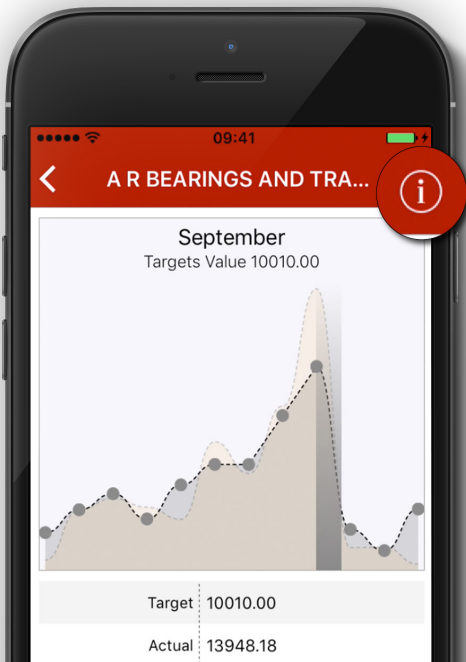 09:41
A R BEARINGS AND TRA...
i
September
Targets Value 10010.00
Target 10010.00
Actual 13948.18